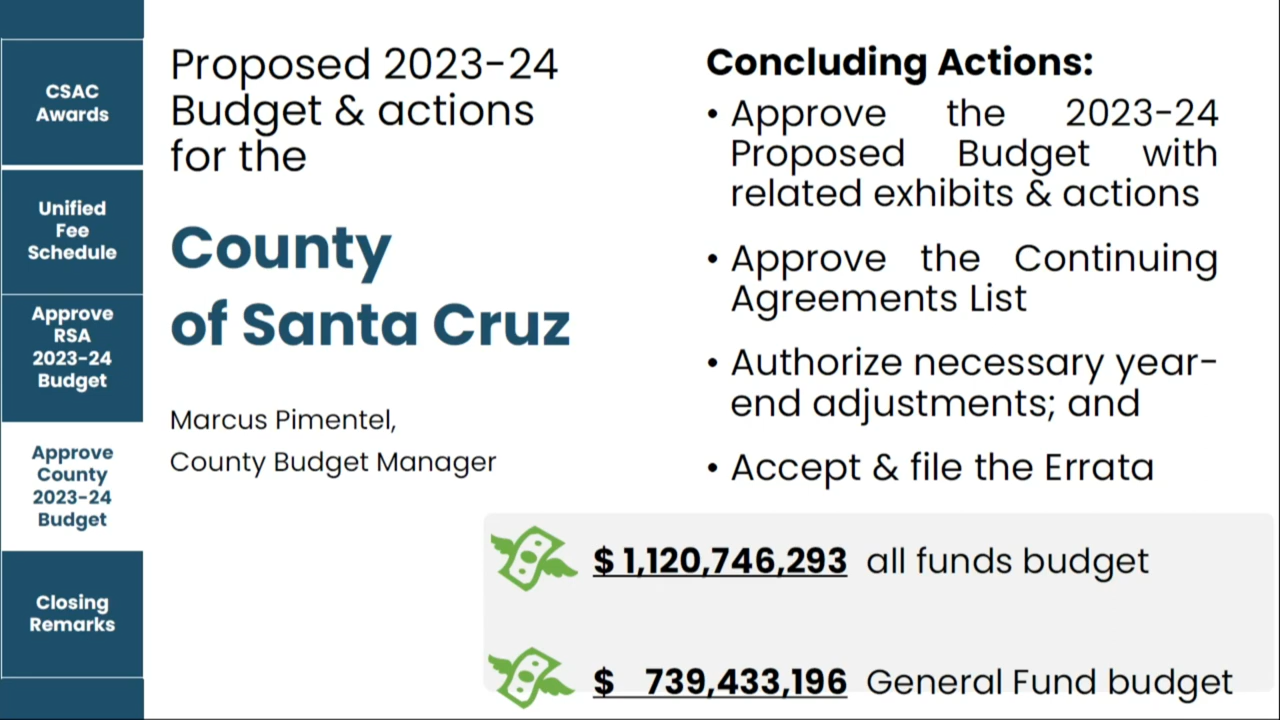 CSAC
Awards
Unified
Fee
Schedule
Approve
RSA
2023-24
Budget
Approve
County
2023-24
Budget
Closing
Remarks
Proposed 2023-24
Budget & actions
for the
County
of Santa Cruz
Marcus Pimentel,
County Budget Manager
Concluding Actions:
• Approve the 2023-24
Proposed Budget with
related exhibits & actions
• Approve the Continuing
Agreements List
• Authorize necessary year-
end adjustments; and
• Accept & file the Errata
$ 1,120,746,293 all funds budget
$ 739,433,196 General Fund budget